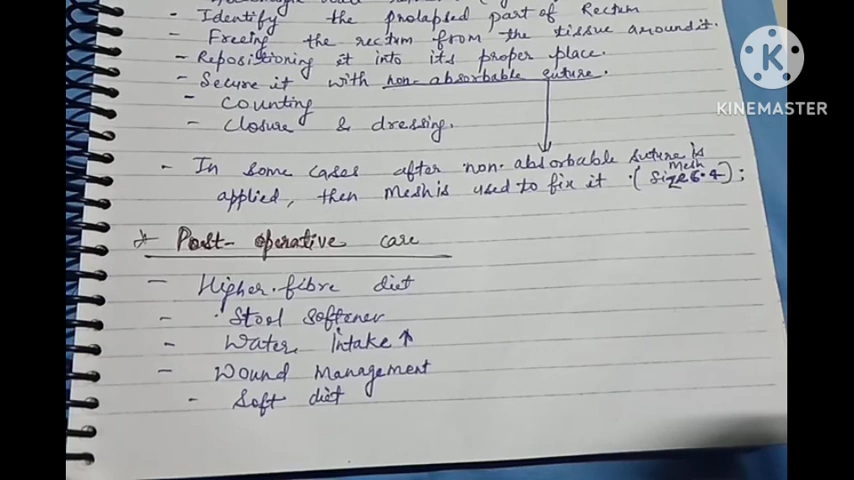 - Identify the prolapsed part of Rectum
- Freeing the rectum from the tissue around it.
- Repositioning it into its proper place.
- Secure it with non-absorbable suture.
- Counting
- Closure & dressing.
- In some cases after non-absorbable suture is
applied, then Mesh is used to fix it. (Mesh size 6.4);
* Post-operative care
- Higher-fibre diet
- Stool softener
- Water intake ↑
- Wound management
- Soft diet
KINEMASTER